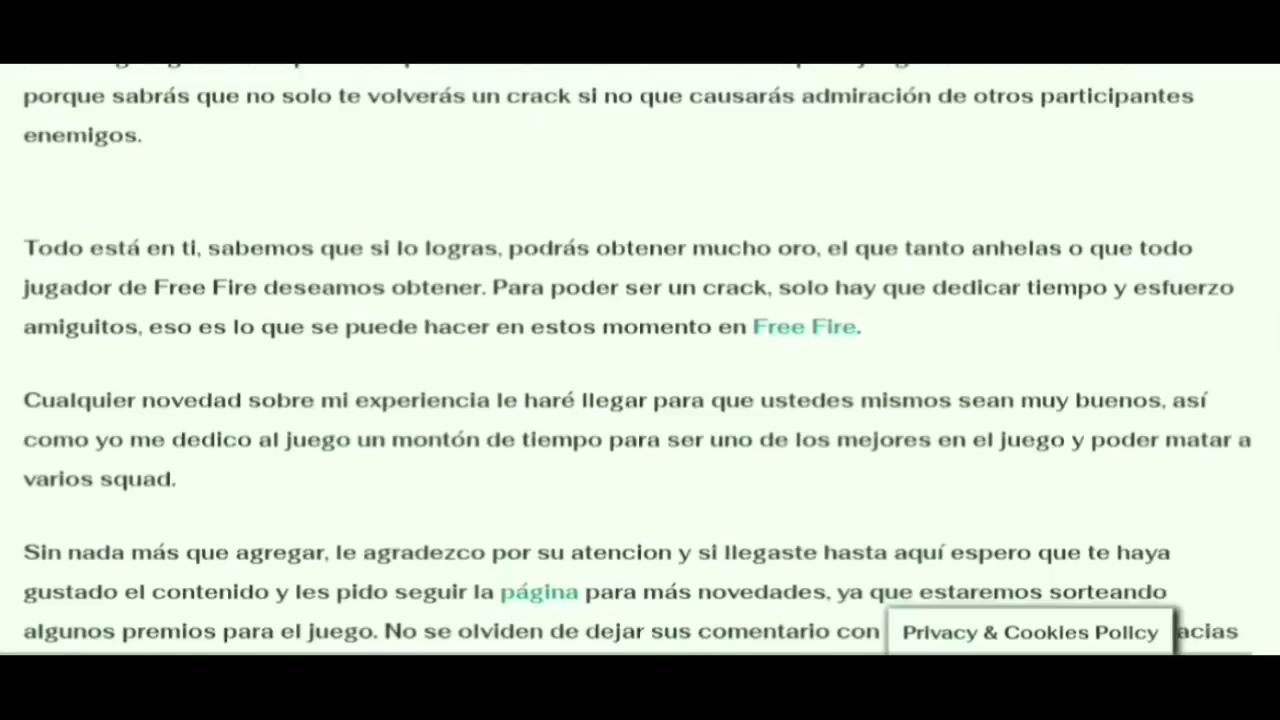 porque sabrás que no solo te volverás un crack si no que causarás admiración de otros participantes
enemigos.
Todo está en ti, sabemos que si lo logras, podrás obtener mucho oro, el que tanto anhelas o que todo
jugador de Free Fire deseamos obtener. Para poder ser un crack, solo hay que dedicar tiempo y esfuerzo
amiguitos, eso es lo que se puede hacer en estos momento en Free Fire.
Cualquier novedad sobre mi experiencia le haré llegar para que ustedes mismos sean muy buenos, así
como yo me dedico al juego un montón de tiempo para ser uno de los mejores en el juego y poder matar a
varios squad.
Sin nada más que agregar, le agradezco por su atencion y si llegaste hasta aquí espero que te haya
gustado el contenido y les pido seguir la página para más novedades, ya que estaremos sorteando
algunos premios para el juego. No se olviden de dejar sus comentario con
Privacy & Cookies Policy